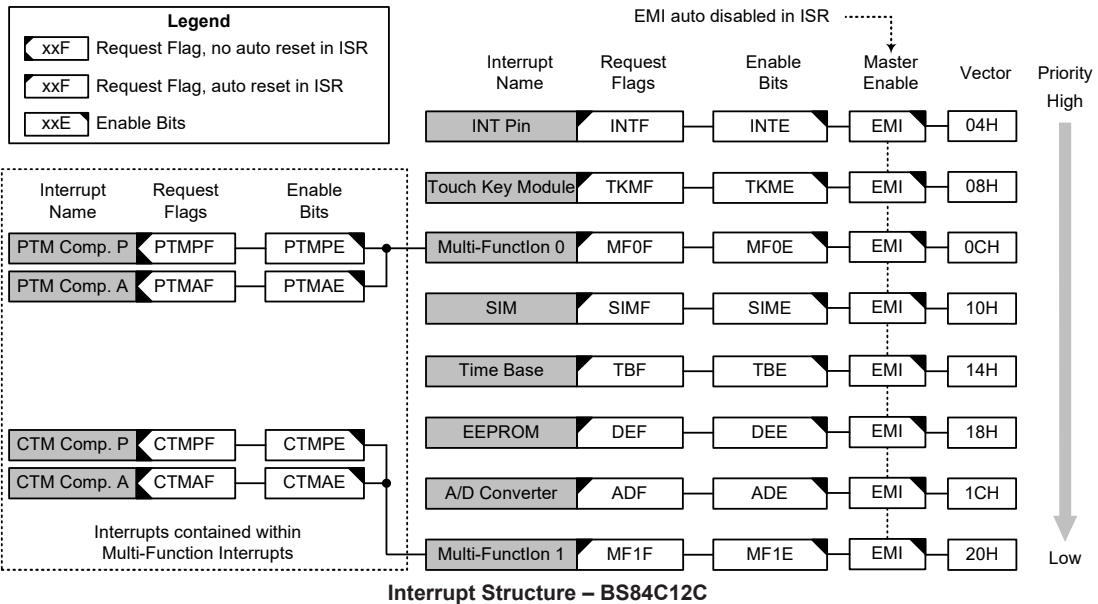 Legend
xxF Request Flag, no auto reset in ISR
xxF Request Flag, auto reset in ISR
xxE Enable Bits
EMI auto disabled in ISR
Interrupt Name Request Flags Enable Bits Master Enable Vector Priority
High
INT Pin INTF INTE EMI 04H
Touch Key Module TKMF TKME EMI 08H
Interrupt Name Request Flags Enable Bits
PTM Comp. P PTMPF PTMPE Multi-FunctIon 0 MF0F MF0E EMI 0CH
PTM Comp. A PTMAF PTMAE
SIM SIMF SIME EMI 10H
Time Base TBF TBE EMI 14H
CTM Comp. P CTMPF CTMPE EEPROM DEF DEE EMI 18H
CTM Comp. A CTMAF CTMAE A/D Converter ADF ADE EMI 1CH
Interrupts contained within
Multi-Function Interrupts
Multi-FunctIon 1 MF1F MF1E EMI 20H Low
Interrupt Structure – BS84C12C